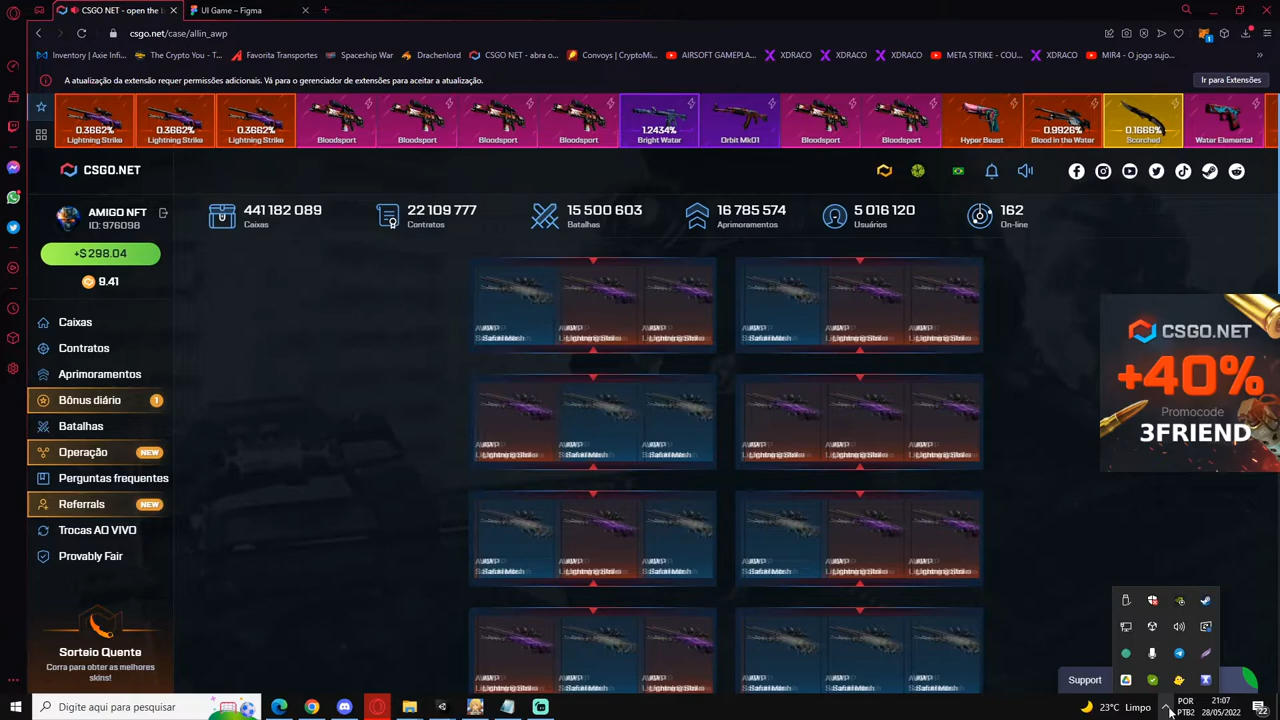 CSGO NET - open the b
UI Game – Figma
csgo.net/case/allin_awp
Inventory | Axie Infi...
The Crypto You - T...
Favorita Transportes
Spaceship War
Drachenlord
CSGO NET - abra o...
Convoys | CryptoMi...
AIRSOFT GAMEPLA...
XDRACO
XDRACO
XDRACO
META STRIKE - COU...
XDRACO
MIR4 - O jogo sujo...
A atualização da extensão requer permissões adicionais. Vá para o gerenciador de extensões para aceitar a atualização.
Ir para Extensões
0.3662%
Lightning Strike
0.3662%
Lightning Strike
0.3662%
Lightning Strike
Bloodsport
Bloodsport
Bloodsport
Bloodsport
1.2434%
Bright Water
Orbit Mk01
Bloodsport
Bloodsport
Hyper Beast
0.9926%
Blood in the Water
0.1666%
Scorched
Water Elemental
CSGO.NET
AMIGO NFT
ID: 976098
+$ 298.04
9.41
441 182 089
Caixas
22 109 777
Contratos
15 500 603
Batalhas
16 785 574
Aprimoramentos
5 016 120
Usuários
162
On-line
Caixas
Contratos
Aprimoramentos
Bônus diário 1
Batalhas
Operação NEW
Perguntas frequentes
Referrals NEW
Trocas AO VIVO
Provably Fair
Sorteio Quente
Corra para obter as melhores
skins!
CSGO.NET
+40%
Promocode
3FRIEND
Support
Digite aqui para pesquisar
23°C Limpo
POR
PTB2
21:07
28/05/2022
22